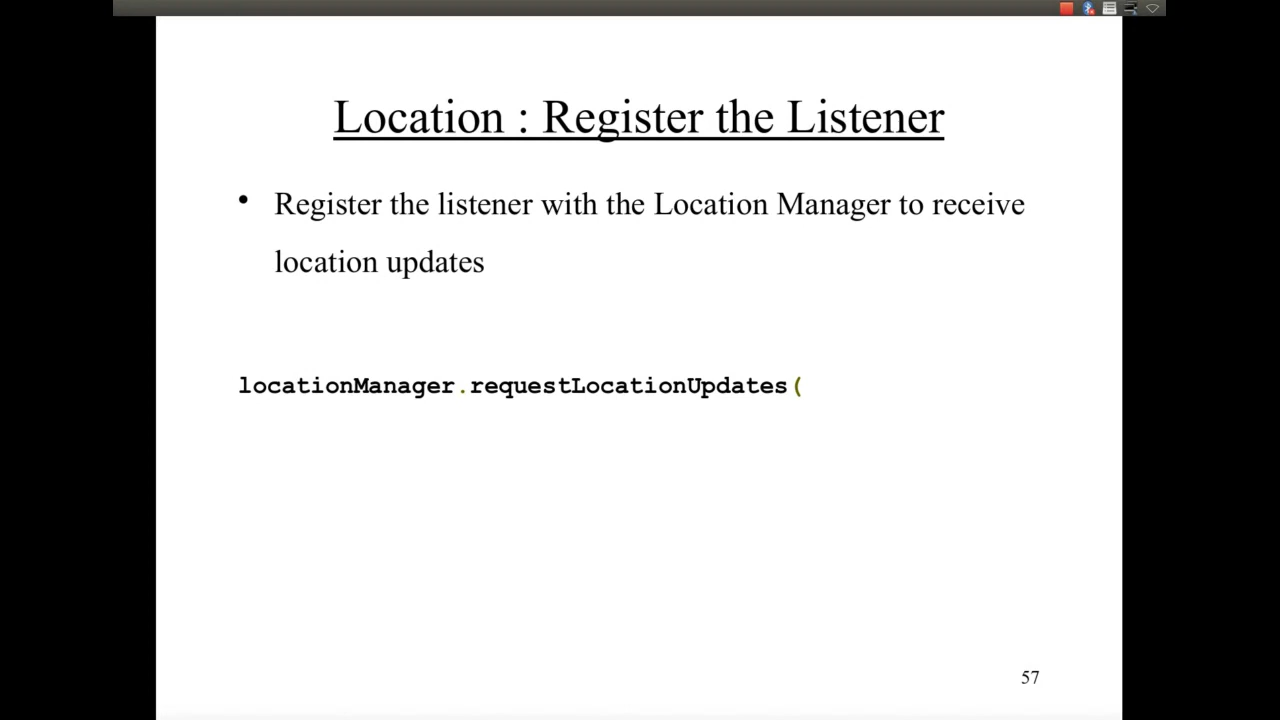 Location : Register the Listener
• Register the listener with the Location Manager to receive
location updates
locationManager.requestLocationUpdates(
57